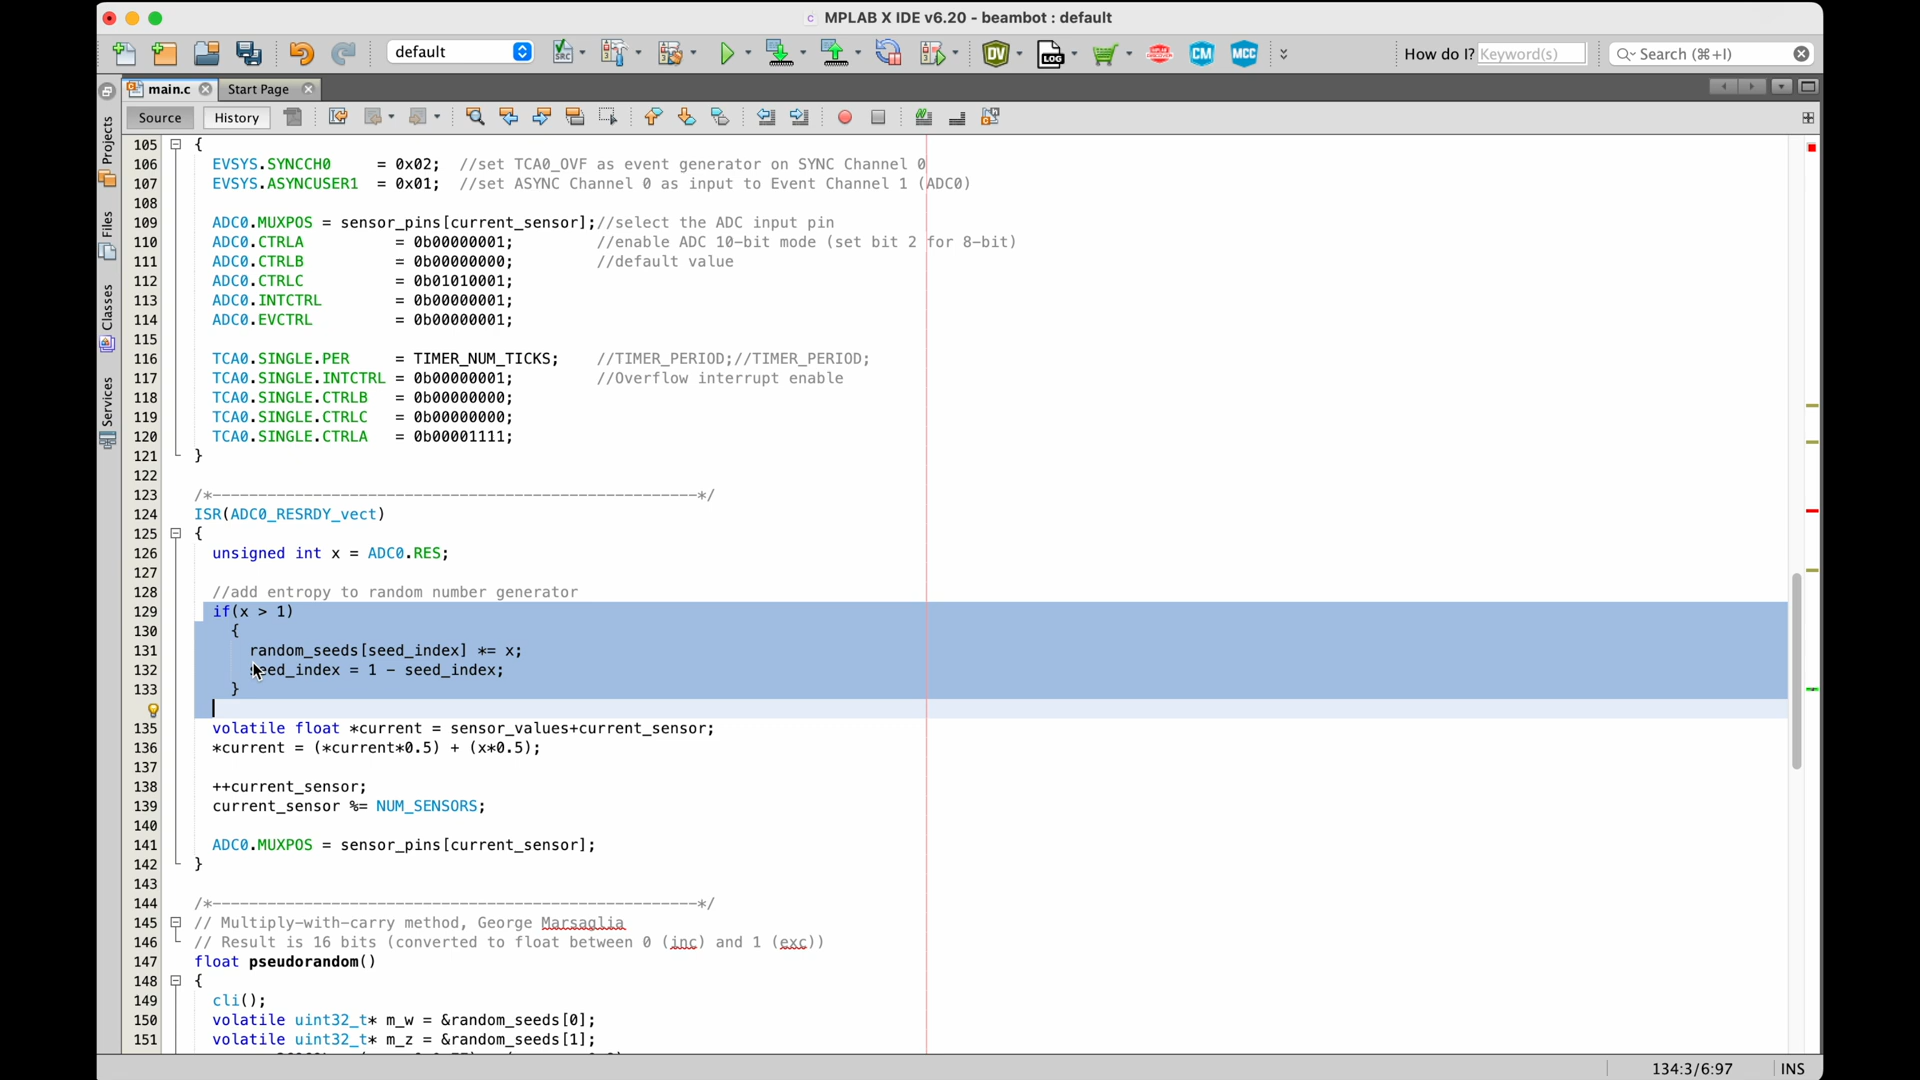 MPLAB X IDE v6.20 - beambot : default
default
How do I? Keyword(s)
Search (⌘+I)
main.c
Start Page
Source
History
Projects
Files
Classes
Services
105 {
106 EVSYS.SYNCCH0 = 0x02; //set TCA0_OVF as event generator on SYNC Channel 0
107 EVSYS.ASYNCUSER1 = 0x01; //set ASYNC Channel 0 as input to Event Channel 1 (ADC0)
108
109 ADC0.MUXPOS = sensor_pins[current_sensor];//select the ADC input pin
110 ADC0.CTRLA = 0b00000001; //enable ADC 10-bit mode (set bit 2 for 8-bit)
111 ADC0.CTRLB = 0b00000000; //default value
112 ADC0.CTRLC = 0b01010001;
113 ADC0.INTCTRL = 0b00000001;
114 ADC0.EVCTRL = 0b00000001;
115
116 TCA0.SINGLE.PER = TIMER_NUM_TICKS; //TIMER_PERIOD;//TIMER_PERIOD;
117 TCA0.SINGLE.INTCTRL = 0b00000001; //Overflow interrupt enable
118 TCA0.SINGLE.CTRLB = 0b00000000;
119 TCA0.SINGLE.CTRLC = 0b00000000;
120 TCA0.SINGLE.CTRLA = 0b00001111;
121 }
122
123 /*-----------------------------------------------------*/
124 ISR(ADC0_RESRDY_vect)
125 {
126 unsigned int x = ADC0.RES;
127
128 //add entropy to random number generator
129 if(x > 1)
130 {
131 random_seeds[seed_index] *= x;
132 seed_index = 1 - seed_index;
133 }
135 volatile float *current = sensor_values+current_sensor;
136 *current = (*current*0.5) + (x*0.5);
137
138 ++current_sensor;
139 current_sensor %= NUM_SENSORS;
140
141 ADC0.MUXPOS = sensor_pins[current_sensor];
142 }
143
144 /*-----------------------------------------------------*/
145 // Multiply-with-carry method, George Marsaglia
146 // Result is 16 bits (converted to float between 0 (inc) and 1 (exc))
147 float pseudorandom()
148 {
149 cli();
150 volatile uint32_t* m_w = &random_seeds[0];
151 volatile uint32_t* m_z = &random_seeds[1];
134:3/6:97 INS